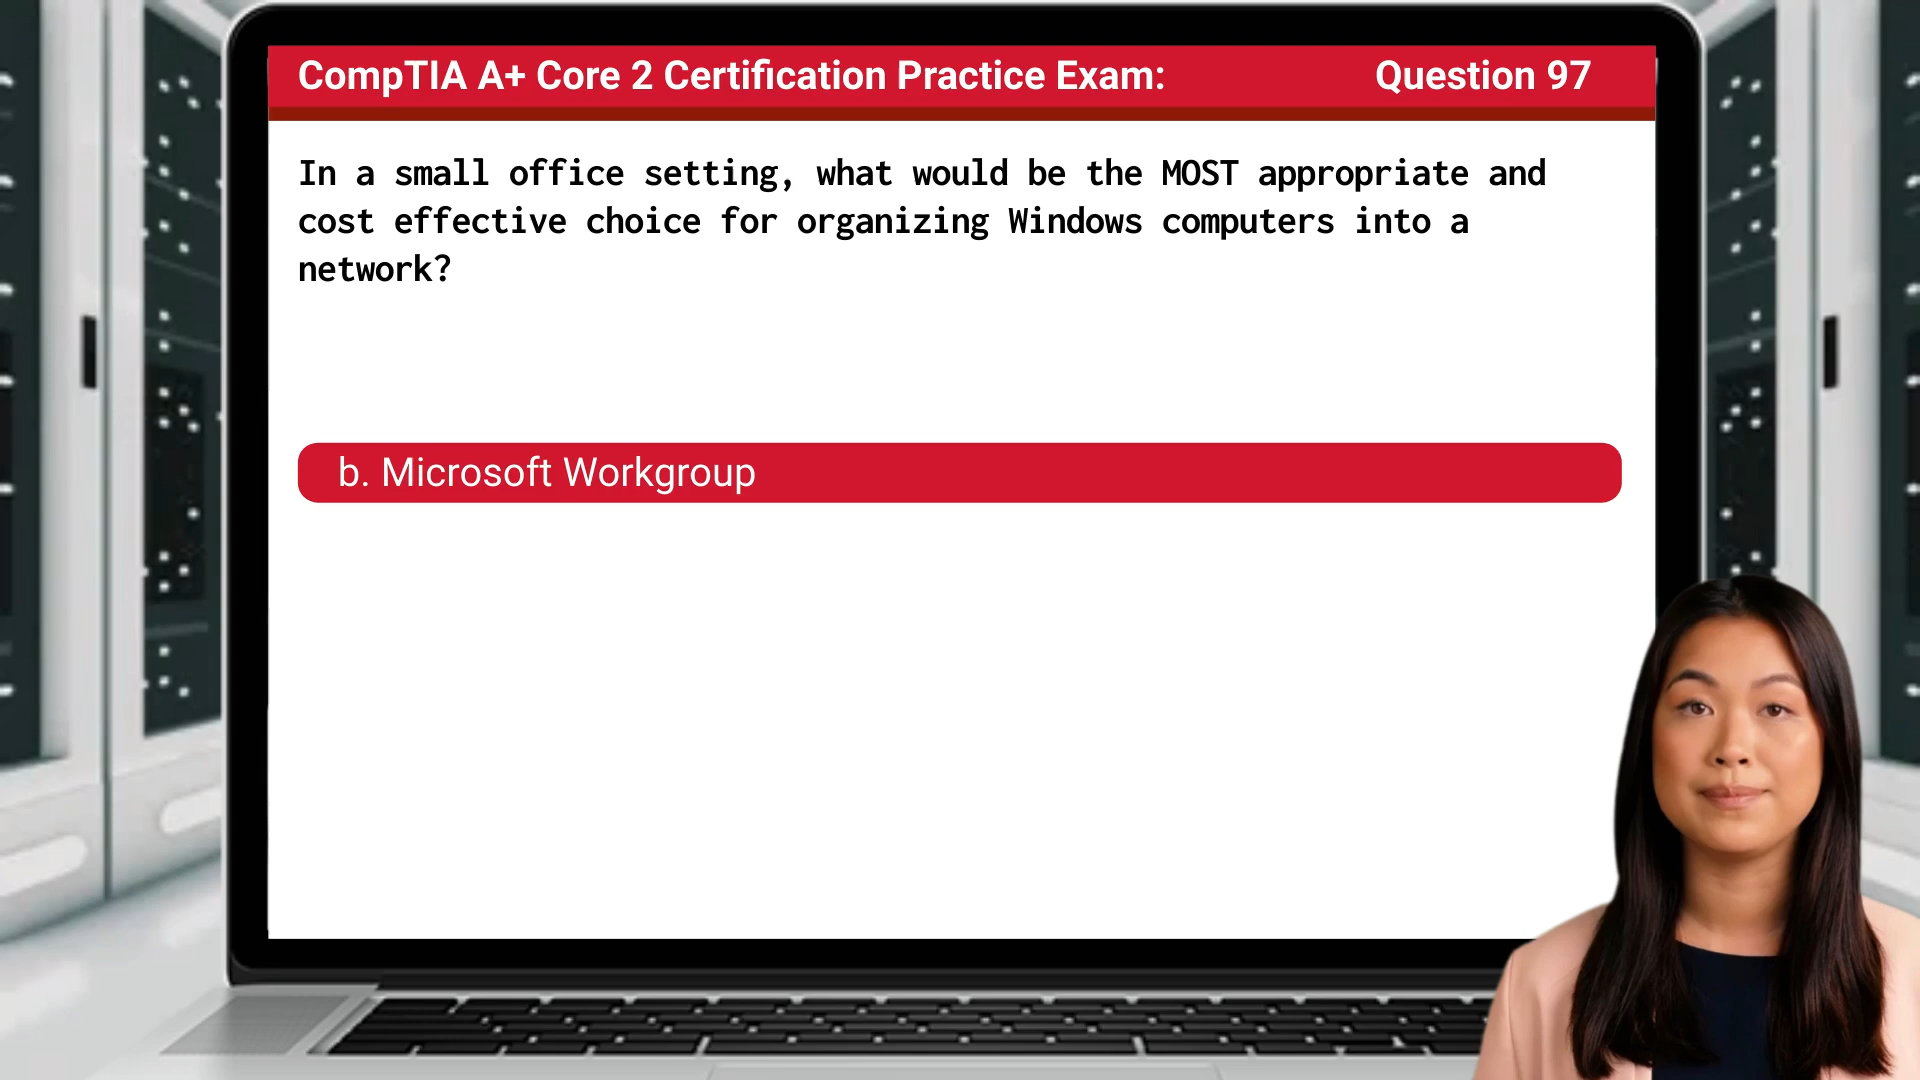 CompTIA A+ Core 2 Certification Practice Exam: Question 97
In a small office setting, what would be the MOST appropriate and
cost effective choice for organizing Windows computers into a
network?
b. Microsoft Workgroup